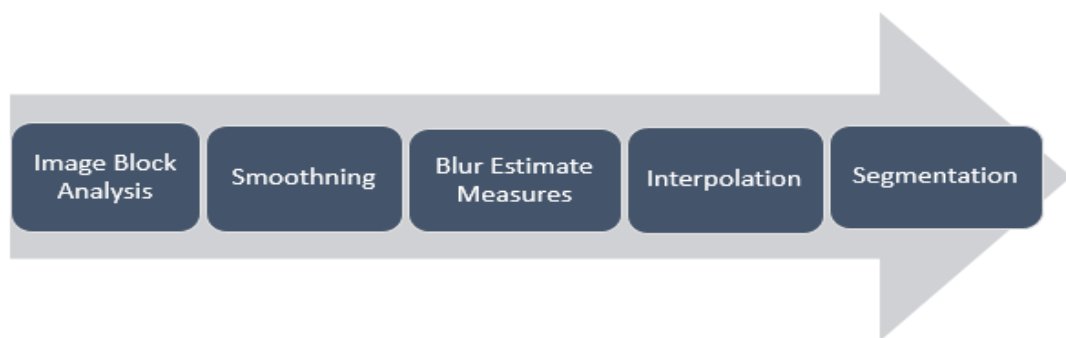 Image Block
Analysis
Smoothning
Blur Estimate
Measures
Interpolation
Segmentation